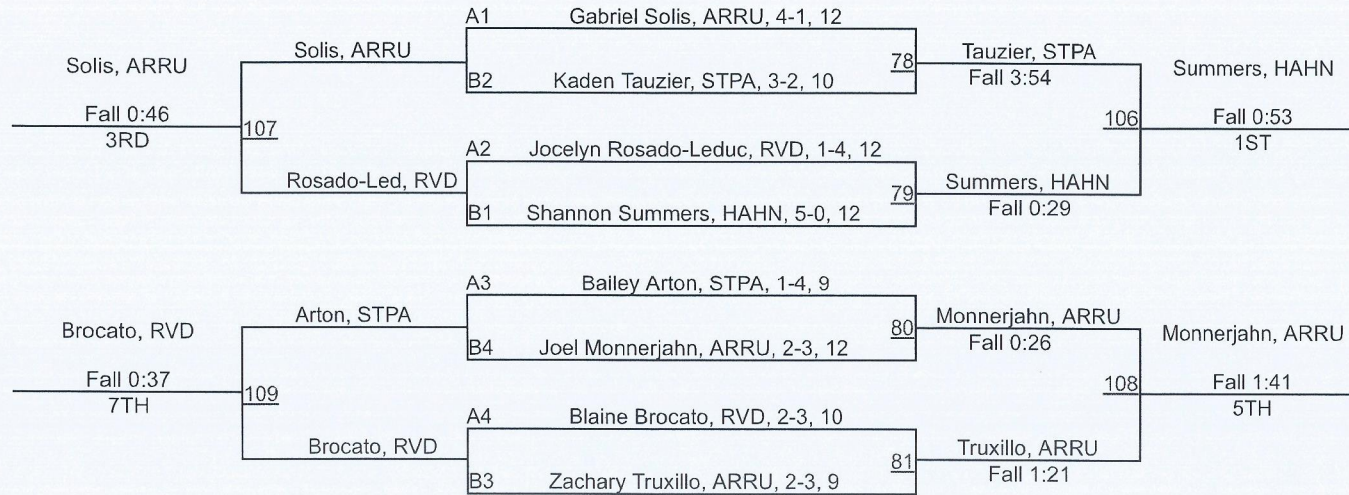 A1 Gabriel Solis, ARRU, 4-1, 12
Solis, ARRU
78
Tauzier, STPA
Fall 3:54
Solis, ARRU
B2 Kaden Tauzier, STPA, 3-2, 10
Summers, HAHN
Fall 0:46
3RD
107
106
Fall 0:53
1ST
A2 Jocelyn Rosado-Leduc, RVD, 1-4, 12
Rosado-Led, RVD
79
Summers, HAHN
Fall 0:29
B1 Shannon Summers, HAHN, 5-0, 12
A3 Bailey Arton, STPA, 1-4, 9
Arton, STPA
80
Monnerjahn, ARRU
Fall 0:26
Brocato, RVD
B4 Joel Monnerjahn, ARRU, 2-3, 12
Monnerjahn, ARRU
Fall 0:37
7TH
109
108
Fall 1:41
5TH
A4 Blaine Brocato, RVD, 2-3, 10
Brocato, RVD
81
Truxillo, ARRU
Fall 1:21
B3 Zachary Truxillo, ARRU, 2-3, 9